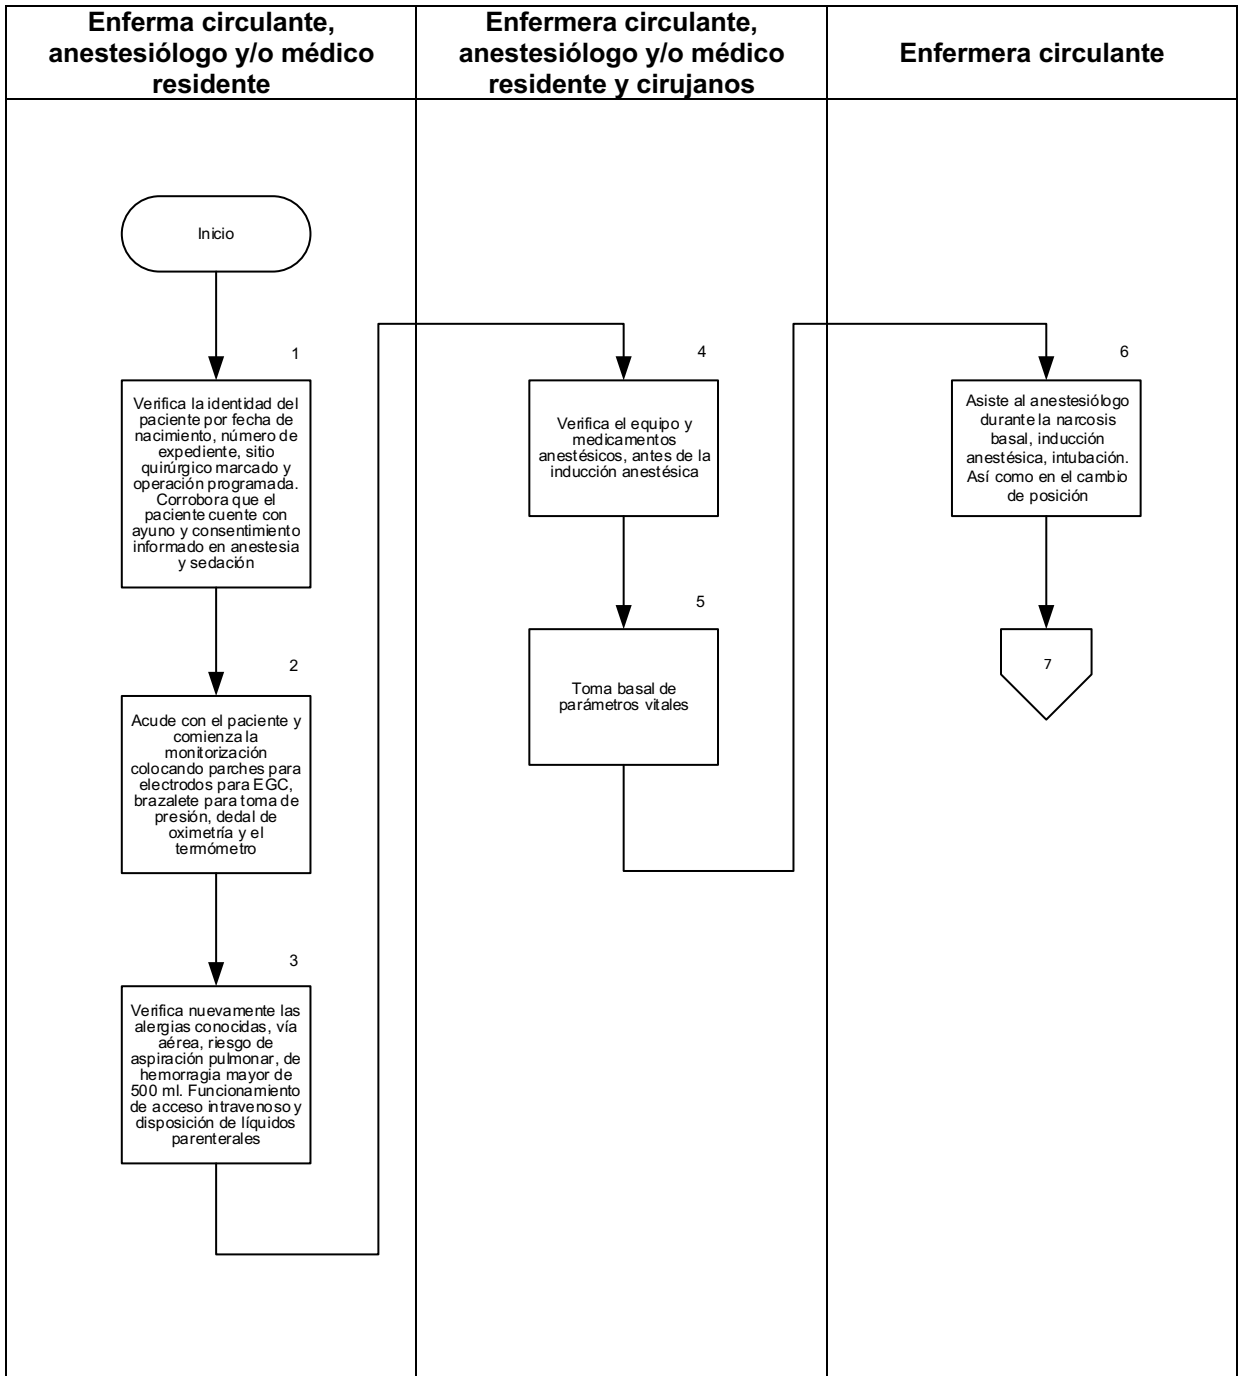 Enferma circulante,
anestesiólogo y/o médico
residente
Enfermera circulante,
anestesiólogo y/o médico
residente y cirujanos
Enfermera circulante
Inicio
1
Verifica la identidad del
paciente por fecha de
nacimiento, número de
expediente, sitio
quirúrgico marcado y
operación programada.
Corrobora que el
paciente cuente con
ayuno y consentimiento
informado en anestesia
y sedación
2
Acude con el paciente y
comienza la
monitorización
colocando parches para
electrodos para EGC,
brazalete para toma de
presión, dedal de
oximetría y el
termómetro
3
Verifica nuevamente las
alergias conocidas, vía
aérea, riesgo de
aspiración pulmonar, de
hemorragia mayor de
500 ml. Funcionamiento
de acceso intravenoso y
disposición de líquidos
parenterales
4
Verifica el equipo y
medicamentos
anestésicos, antes de la
inducción anestésica
5
Toma basal de
parámetros vitales
6
Asiste al anestesiólogo
durante la narcosis
basal, inducción
anestésica, intubación.
Así como en el cambio
de posición
7